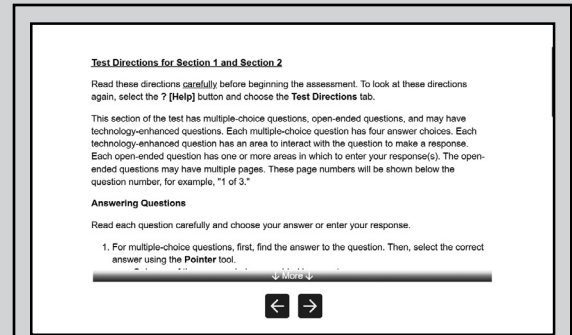 Test Directions for Section 1 and Section 2
Read these directions carefully before beginning the assessment. To look at these directions
again, select the ? [Help] button and choose the Test Directions tab.
This section of the test has multiple-choice questions, open-ended questions, and may have
technology-enhanced questions. Each multiple-choice question has four answer choices. Each
technology-enhanced question has an area to interact with the question to make a response.
Each open-ended question has one or more areas in which to enter your response(s). The open-
ended questions may have multiple pages. These page numbers will be shown below the
question number, for example, "1 of 3."
Answering Questions
Read each question carefully and choose your answer or enter your response.
1. For multiple-choice questions, first, find the answer to the question. Then, select the correct
answer using the Pointer tool.
↓ More ↓